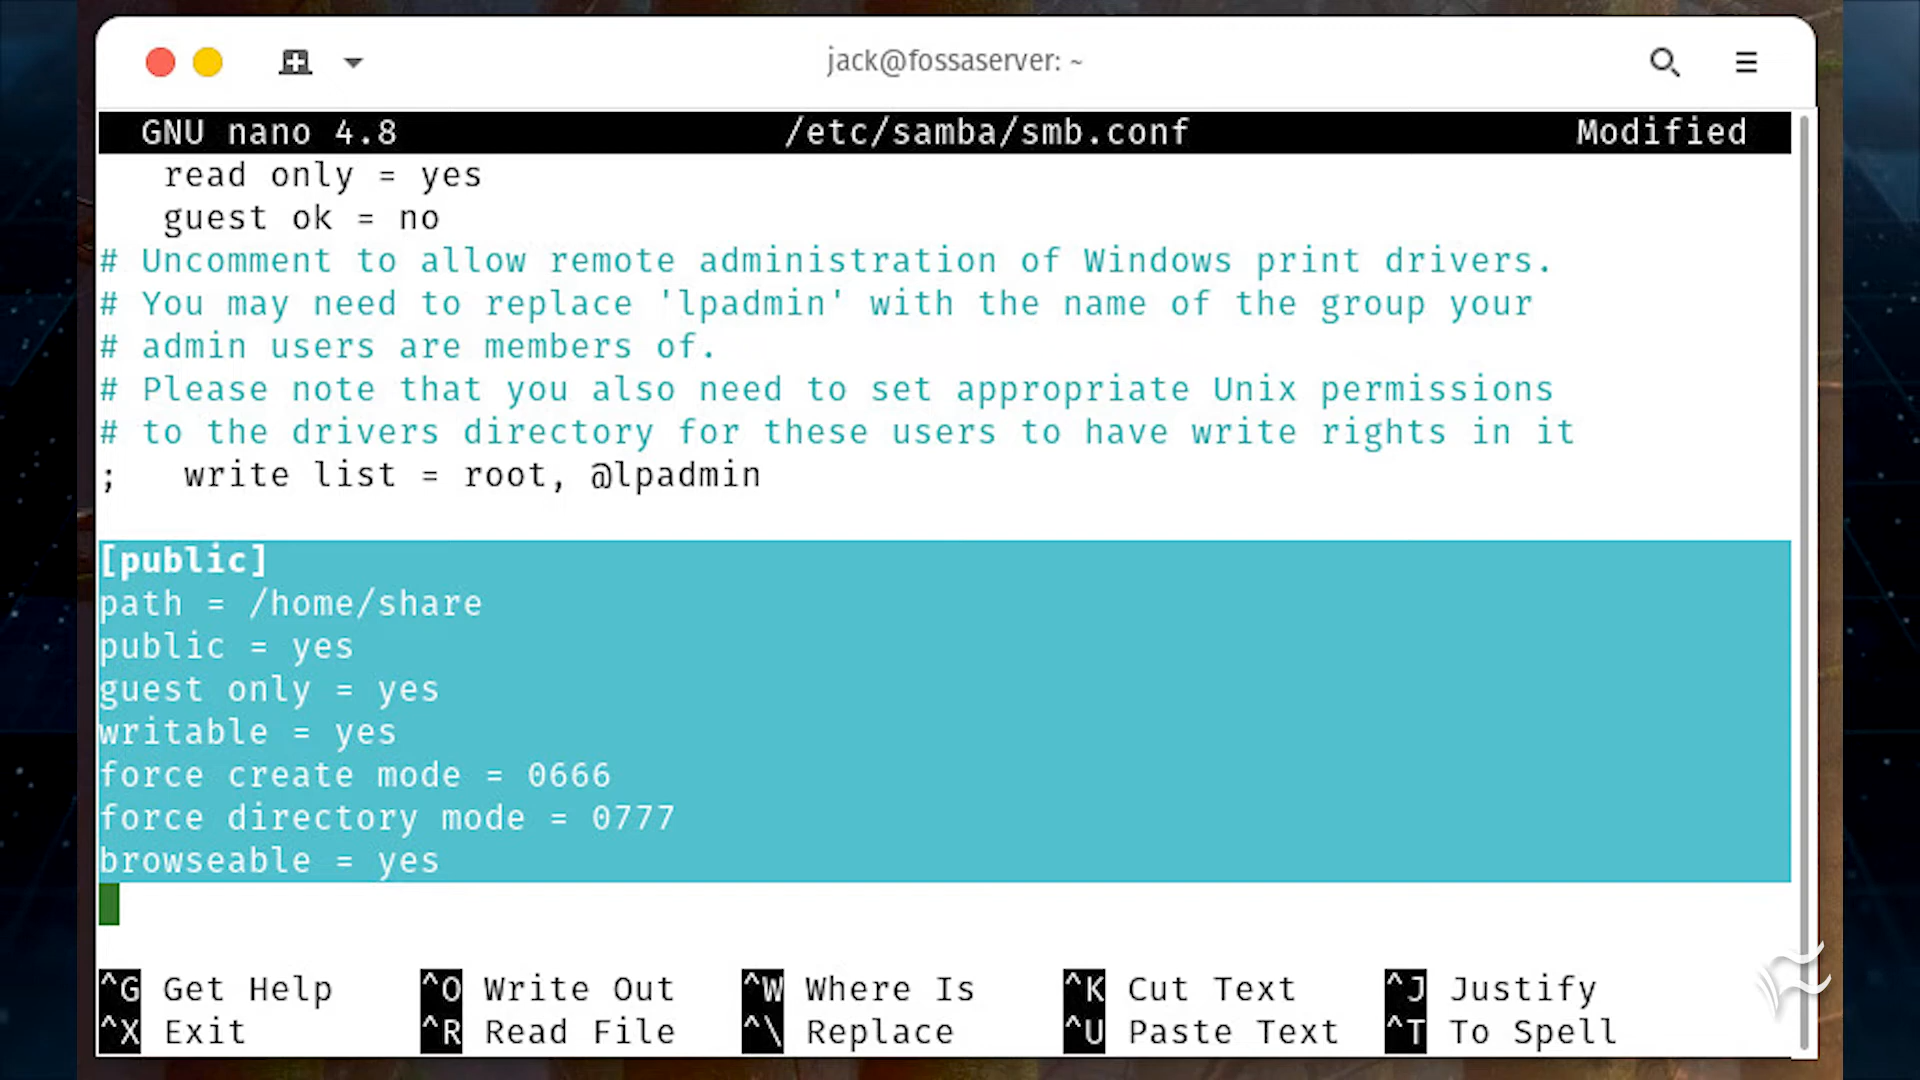 jack@fossaserver: ~
GNU nano 4.8 /etc/samba/smb.conf Modified
read only = yes
guest ok = no
# Uncomment to allow remote administration of Windows print drivers.
# You may need to replace 'lpadmin' with the name of the group your
# admin users are members of.
# Please note that you also need to set appropriate Unix permissions
# to the drivers directory for these users to have write rights in it
;   write list = root, @lpadmin
[public]
path = /home/share
public = yes
guest only = yes
writable = yes
force create mode = 0666
force directory mode = 0777
browseable = yes
^G Get Help ^O Write Out ^W Where Is ^K Cut Text ^J Justify
^X Exit ^R Read File ^\ Replace ^U Paste Text ^T To Spell